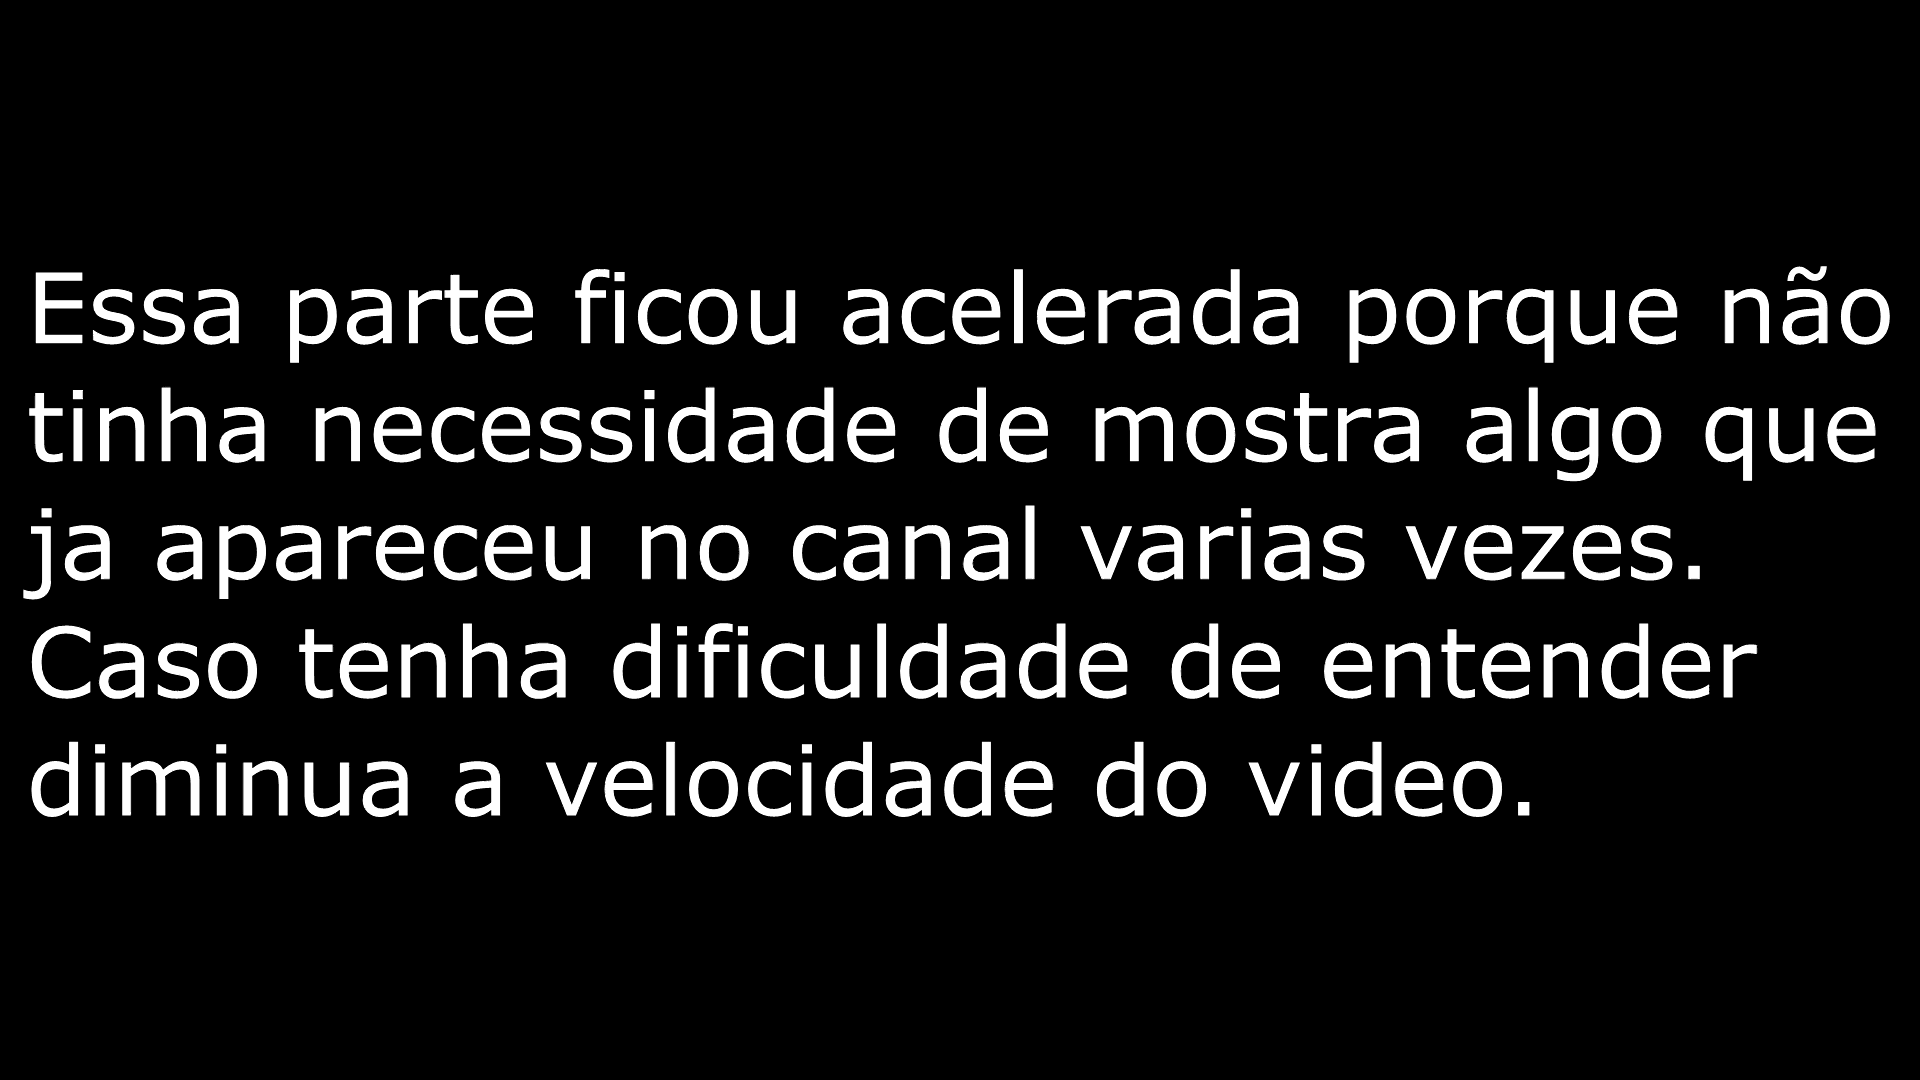 Essa parte ficou acelerada porque não
tinha necessidade de mostra algo que
ja apareceu no canal varias vezes.
Caso tenha dificuldade de entender
diminua a velocidade do video.